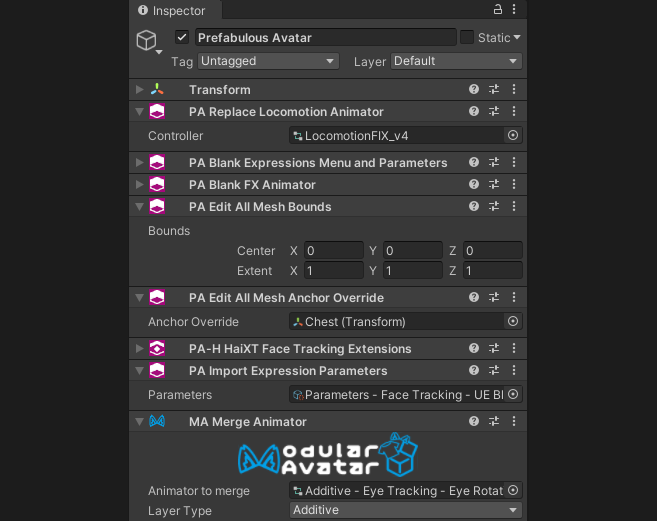 Inspector
Prefabulous Avatar Static
Tag Untagged Layer Default
Transform
PA Replace Locomotion Animator
Controller LocomotionFIX_v4
PA Blank Expressions Menu and Parameters
PA Blank FX Animator
PA Edit All Mesh Bounds
Bounds
Center X 0 Y 0 Z 0
Extent X 1 Y 1 Z 1
PA Edit All Mesh Anchor Override
Anchor Override Chest (Transform)
PA-H HaiXT Face Tracking Extensions
PA Import Expression Parameters
Parameters Parameters - Face Tracking - UE Bl
MA Merge Animator
Modular
Avatar
Animator to merge Additive - Eye Tracking - Eye Rotat
Layer Type Additive